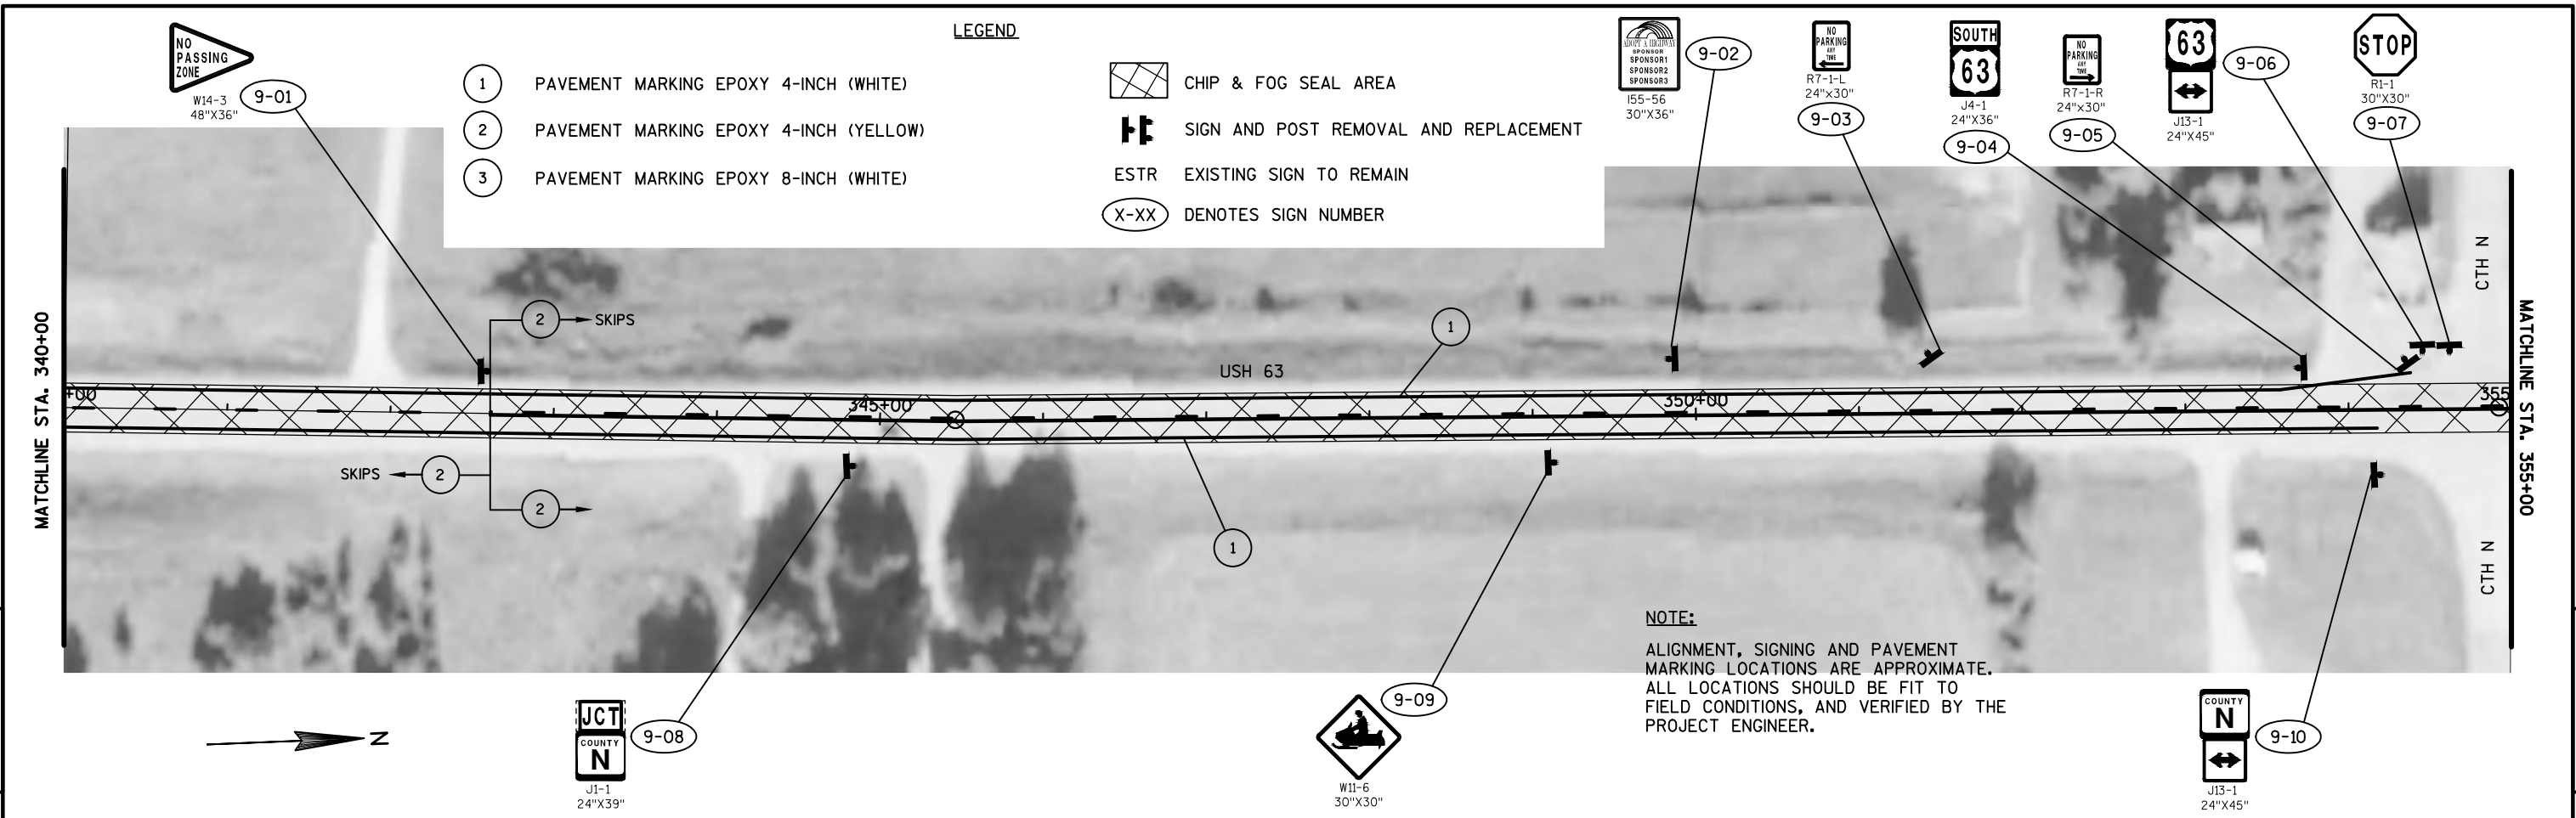 LEGEND
1 PAVEMENT MARKING EPOXY 4-INCH (WHITE)
2 PAVEMENT MARKING EPOXY 4-INCH (YELLOW)
3 PAVEMENT MARKING EPOXY 8-INCH (WHITE)
CHIP & FOG SEAL AREA
SIGN AND POST REMOVAL AND REPLACEMENT
ESTR EXISTING SIGN TO REMAIN
X-XX DENOTES SIGN NUMBER
NO
PASSING
ZONE
W14-3
48"X36"
9-01
ADOPT A HIGHWAY
SPONSOR
SPONSOR1
SPONSOR2
SPONSOR3
I55-56
30"X36"
9-02
NO
PARKING
ANY
TIME
R7-1-L
24"x30"
9-03
SOUTH
63
J4-1
24"X36"
9-04
NO
PARKING
ANY
TIME
R7-1-R
24"x30"
9-05
63
J13-1
24"X45"
9-06
STOP
R1-1
30"X30"
9-07
MATCHLINE STA. 340+00
2 SKIPS
SKIPS 2
2
1
USH 63
+00
345+00
350+00
355
1
CTH N
CTH N
MATCHLINE STA. 355+00
N
JCT
COUNTY
N
J1-1
24"X39"
9-08
W11-6
30"X30"
9-09
NOTE:
ALIGNMENT, SIGNING AND PAVEMENT
MARKING LOCATIONS ARE APPROXIMATE.
ALL LOCATIONS SHOULD BE FIT TO
FIELD CONDITIONS, AND VERIFIED BY THE
PROJECT ENGINEER.
COUNTY
N
J13-1
24"X45"
9-10